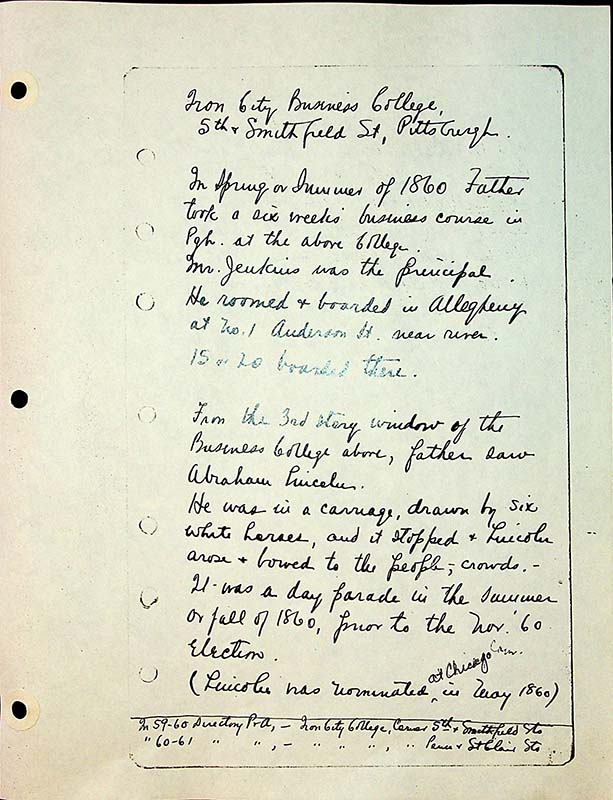 Iron City Business College,
5th & Smithfield St, Pittsburgh.
In Spring or Summer of 1860 Father
took a six weeks business course in
Pgh. at the above College.
Mr. Jenkins was the principal.
He roomed & boarded in Allegheny
at No. 1 Anderson St. near river.
15 or 20 boarded there.
From the 3rd story window of the
Business College above, father saw
Abraham Lincoln.
He was in a carriage, drawn by six
white horses, and it stopped & Lincoln
arose & bowed to the people, - crowds. -
It was a day parade in the summer
or fall of 1860, prior to the Nov. '60
Election.
(Lincoln was nominated at Chicago Conv. in May 1860)
In 59-60 Directory - Iron City College, Corner 5th & Smithfield Sts
" 60-61 " " " , - " " " , " Penn & St Clair Sts